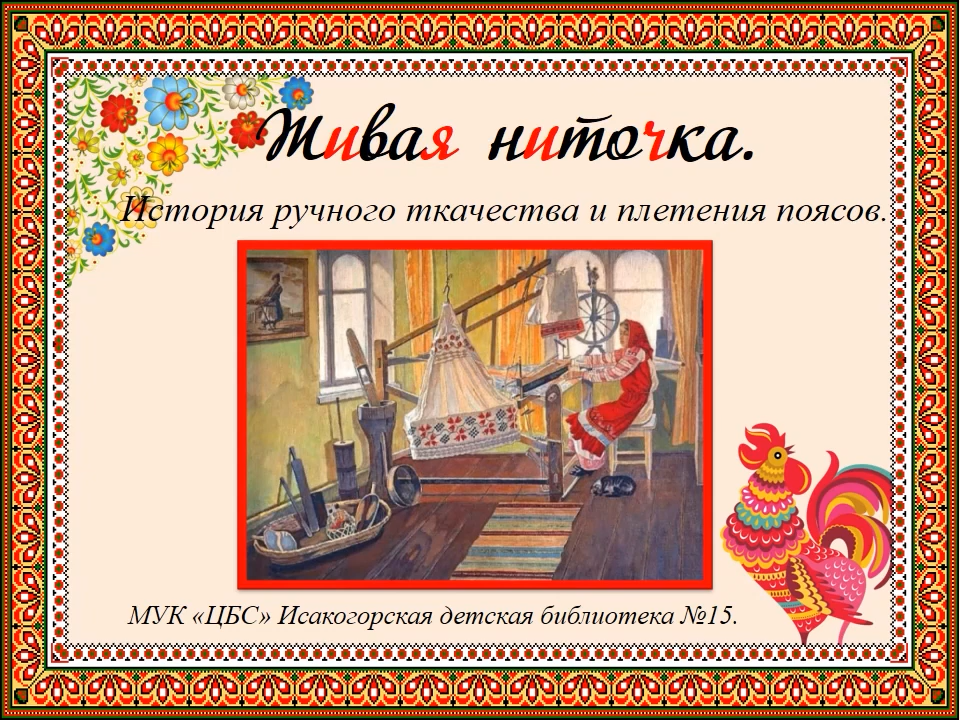 Живая ниточка.
История ручного ткачества и плетения поясов.
МУК «ЦБС» Исакогорская детская библиотека №15.